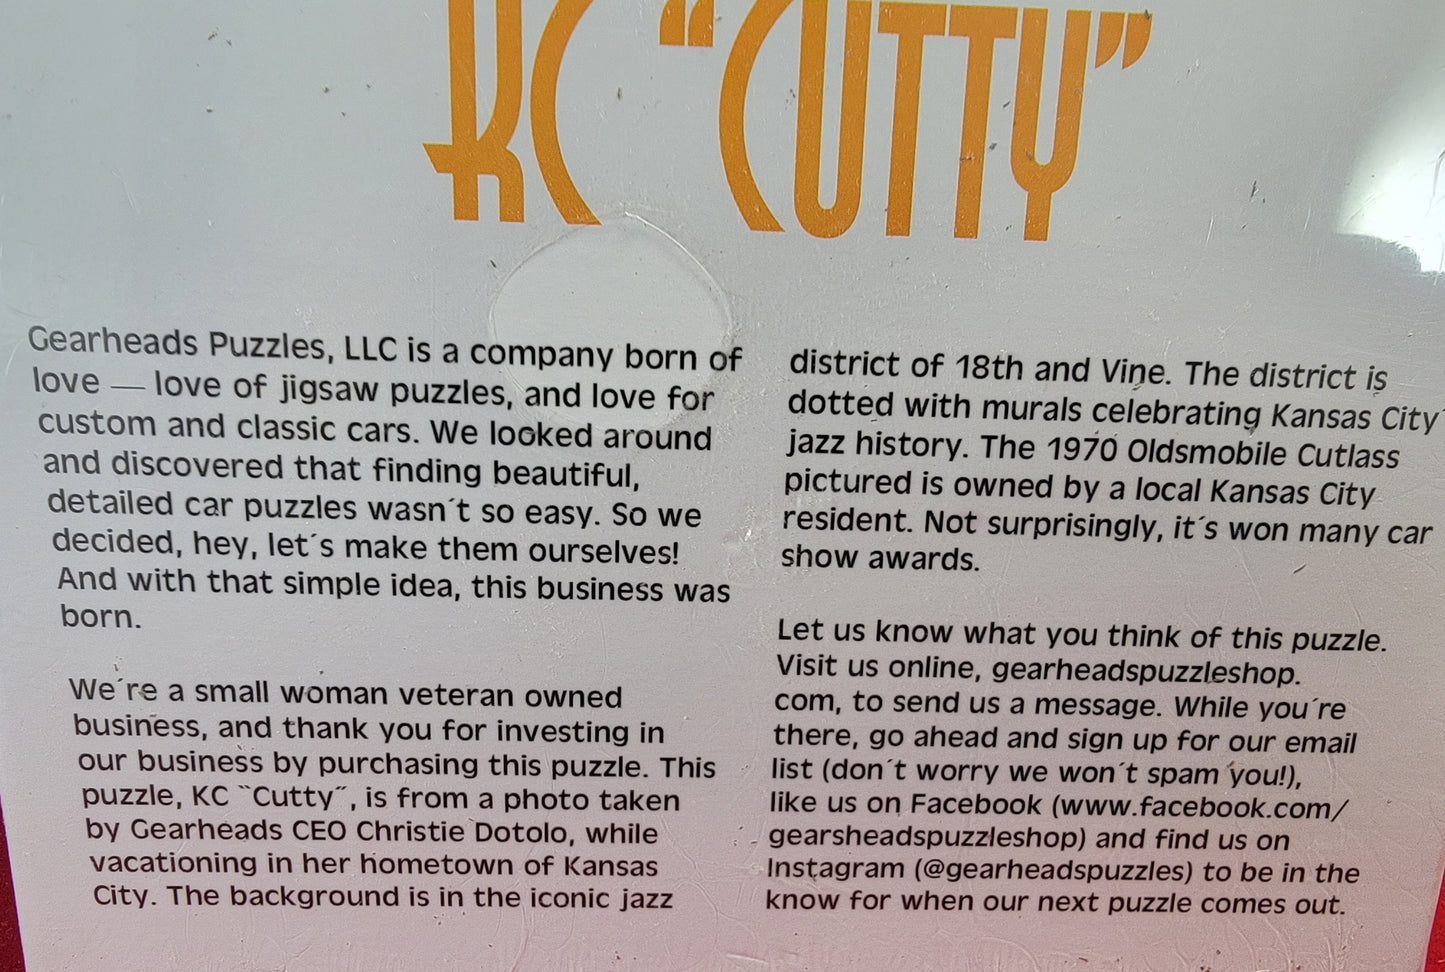 KC “CUTTY”
Gearheads Puzzles, LLC is a company born of
love — love of jigsaw puzzles, and love for
custom and classic cars. We looked around
and discovered that finding beautiful,
detailed car puzzles wasn´t so easy. So we
decided, hey, let´s make them ourselves!
And with that simple idea, this business was
born.
We´re a small woman veteran owned
business, and thank you for investing in
our business by purchasing this puzzle. This
puzzle, KC ˝Cutty˝, is from a photo taken
by Gearheads CEO Christie Dotolo, while
vacationing in her hometown of Kansas
City. The background is in the iconic jazz
district of 18th and Vine. The district is
dotted with murals celebrating Kansas City
jazz history. The 1970 Oldsmobile Cutlass
pictured is owned by a local Kansas City
resident. Not surprisingly, it´s won many car
show awards.
Let us know what you think of this puzzle.
Visit us online, gearheadspuzzleshop.
com, to send us a message. While you´re
there, go ahead and sign up for our email
list (don´t worry we won´t spam you!),
like us on Facebook (www.facebook.com/
gearsheadspuzzleshop) and find us on
Instagram (@gearheadspuzzles) to be in the
know for when our next puzzle comes out.